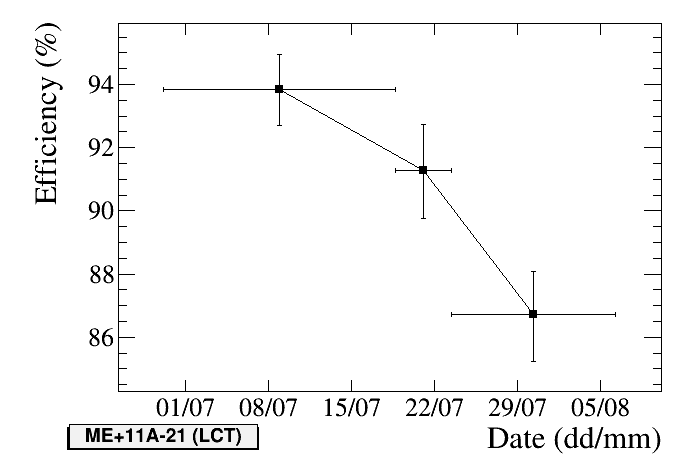 Efficiency (%)
94
92
90
88
86
01/07 08/07 15/07 22/07 29/07 05/08
ME+11A-21 (LCT)
Date (dd/mm)